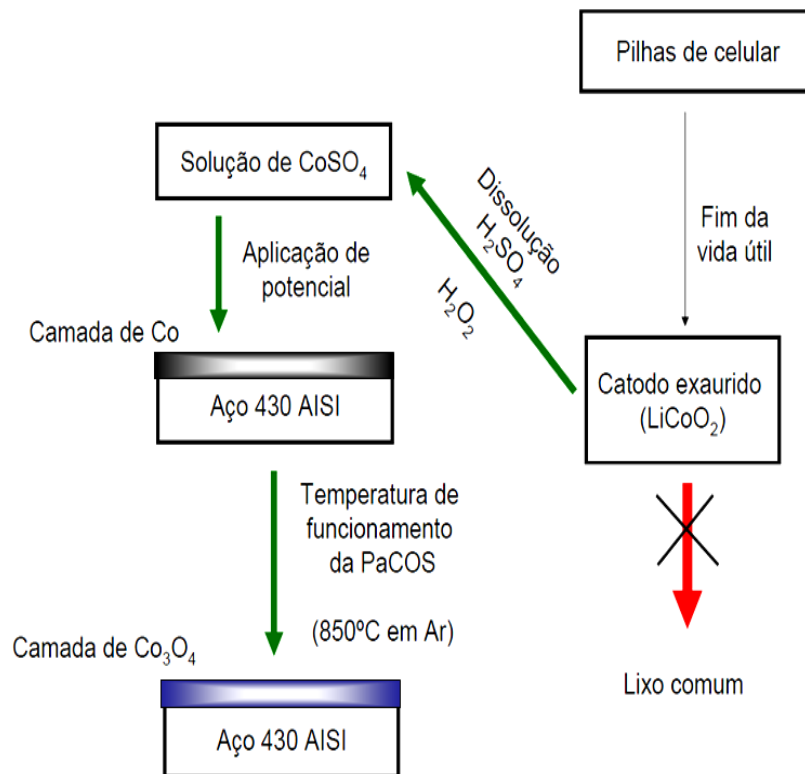 Pilhas de celular
Fim da
vida útil
Catodo exaurido
(LiCoO₂)
Lixo comum
Dissolução
H₂SO₄
H₂O₂
Solução de CoSO₄
Aplicação de
potencial
Camada de Co
Aço 430 AISI
Temperatura de
funcionamento
da PaCOS
(850ºC em Ar)
Camada de Co₃O₄
Aço 430 AISI